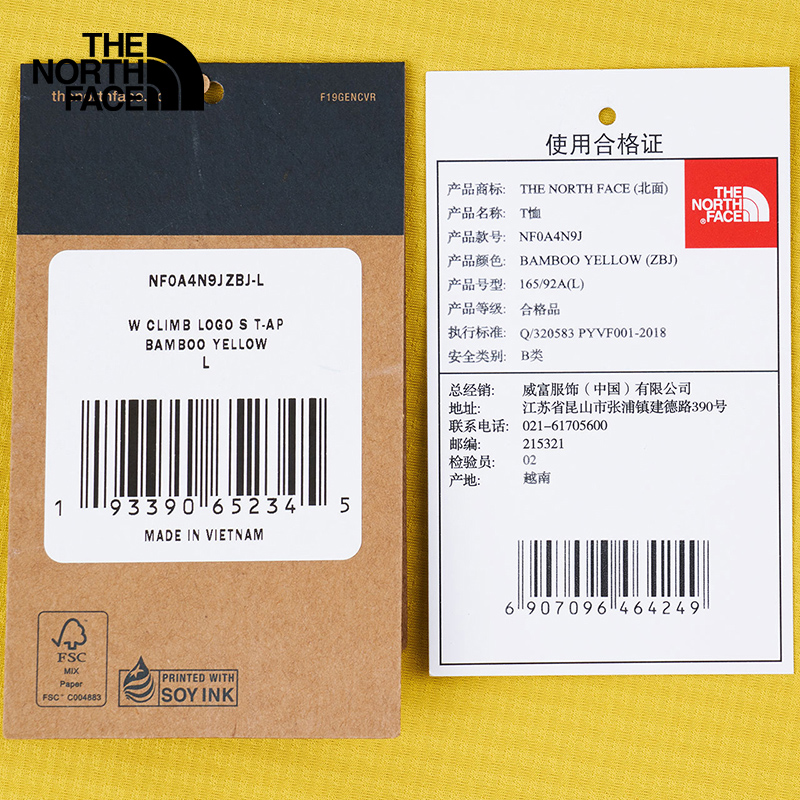 THE
NORTH
FACE
thenorthface.
F19GENCVR
NF0A4N9JZBJ-L
W CLIMB LOGO S T-AP
BAMBOO YELLOW
L
1 93390 65234 5
MADE IN VIETNAM
FSC
MIX
Paper
FSC™ C004883
PRINTED WITH
SOY INK
使用合格证
产品商标: THE NORTH FACE (北面)
产品名称: T恤
产品款号: NF0A4N9J
产品颜色: BAMBOO YELLOW (ZBJ)
产品号型: 165/92A(L)
产品等级: 合格品
执行标准: Q/320583 PYVF001-2018
安全类别: B类
THE
NORTH
FACE
总经销: 威富服饰(中国)有限公司
地址: 江苏省昆山市张浦镇建德路390号
联系电话: 021-61705600
邮编: 215321
检验员: 02
产地: 越南
6 907096 464249